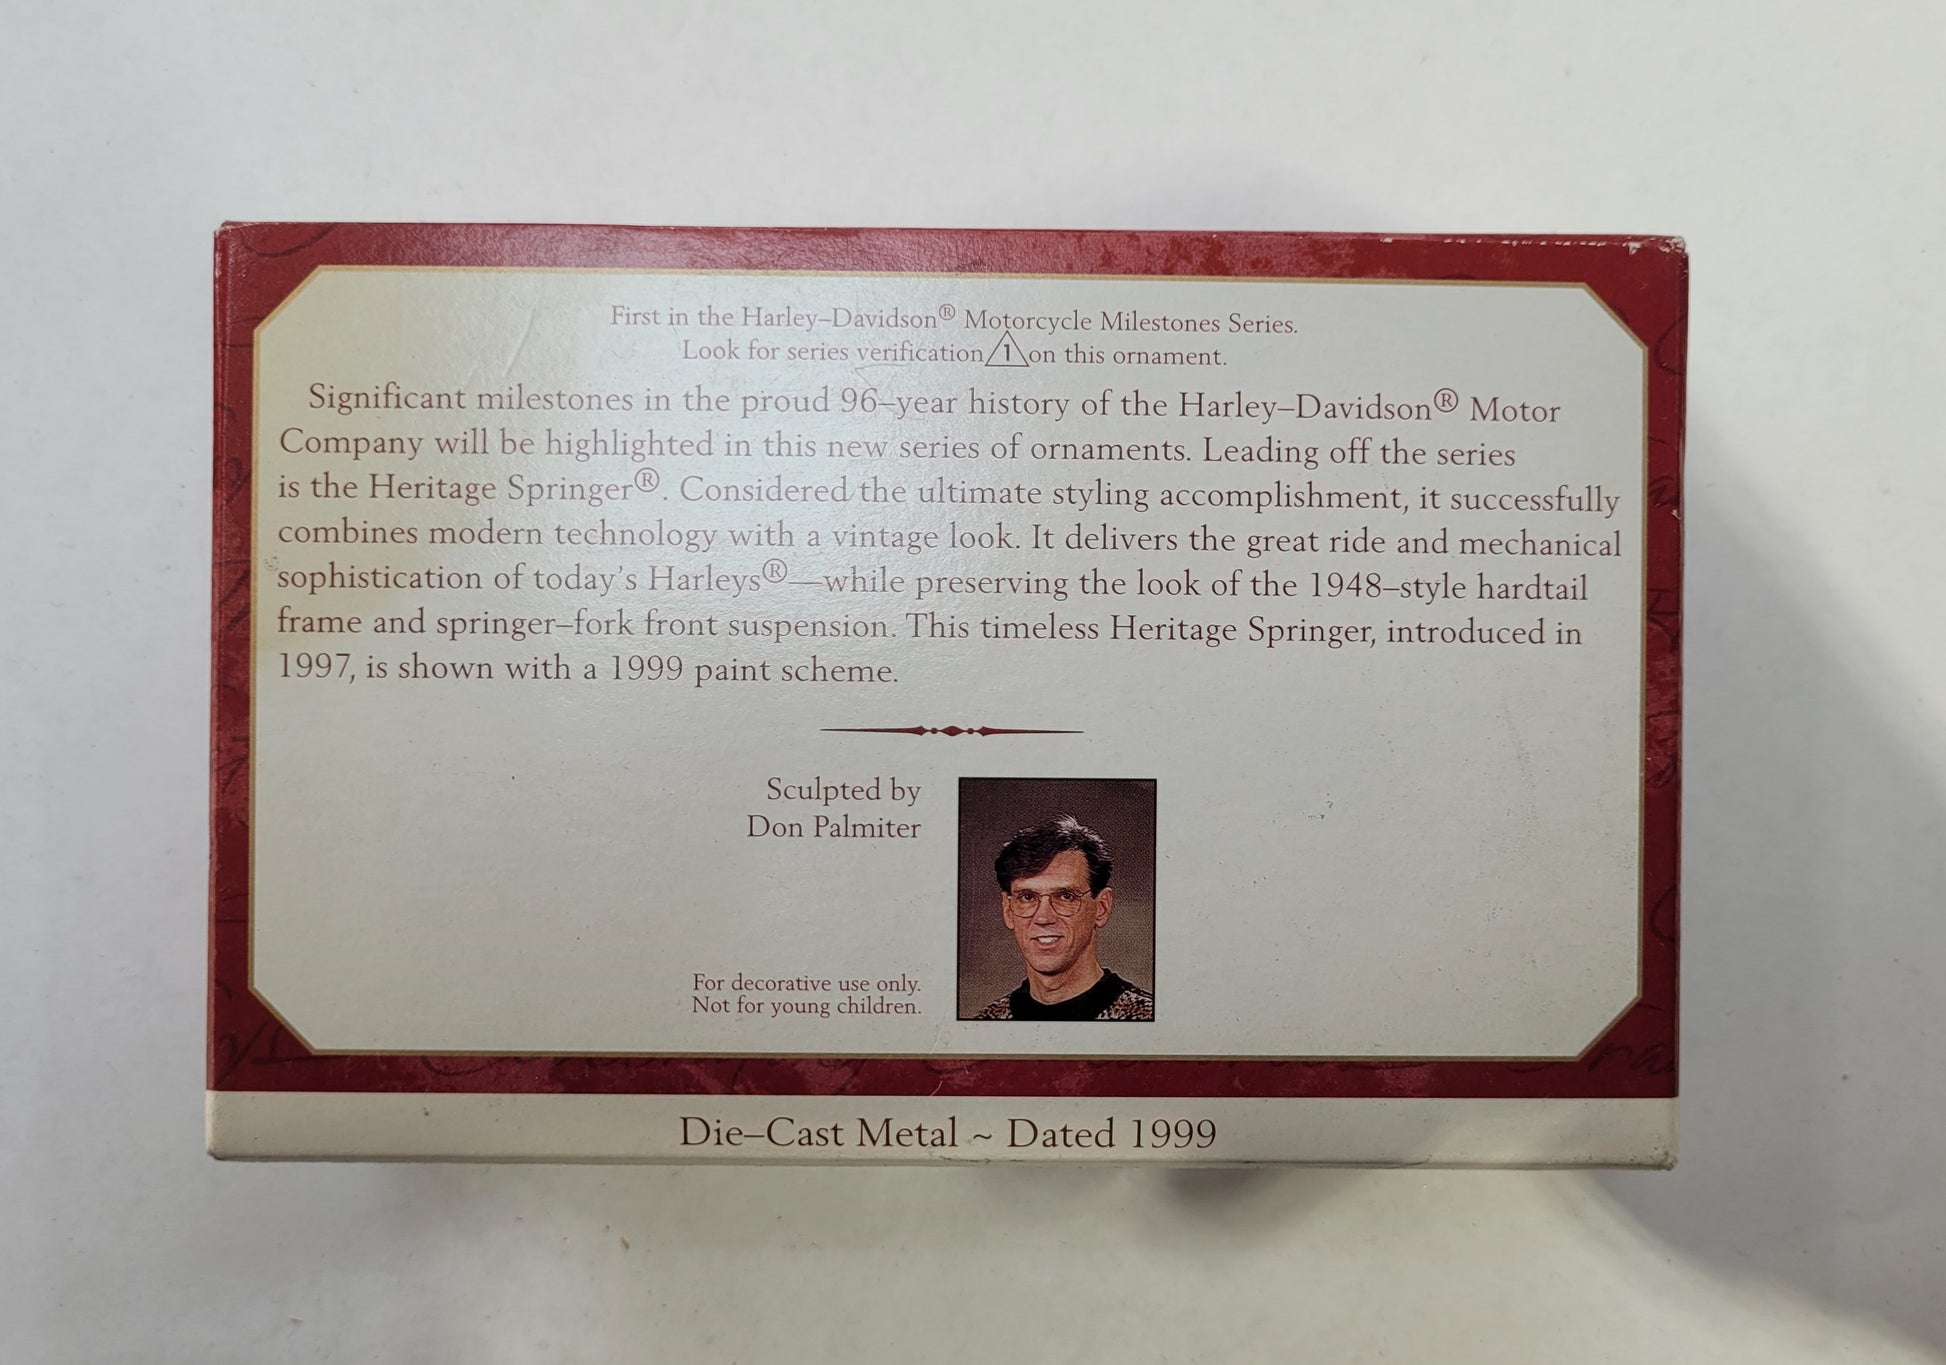 First in the Harley–Davidson® Motorcycle Milestones Series.
Look for series verification 1 on this ornament.
Significant milestones in the proud 96–year history of the Harley–Davidson® Motor
Company will be highlighted in this new series of ornaments. Leading off the series
is the Heritage Springer®. Considered the ultimate styling accomplishment, it successfully
combines modern technology with a vintage look. It delivers the great ride and mechanical
sophistication of today's Harleys®—while preserving the look of the 1948–style hardtail
frame and springer–fork front suspension. This timeless Heritage Springer, introduced in
1997, is shown with a 1999 paint scheme.
Sculpted by
Don Palmiter
For decorative use only.
Not for young children.
Die–Cast Metal ~ Dated 1999